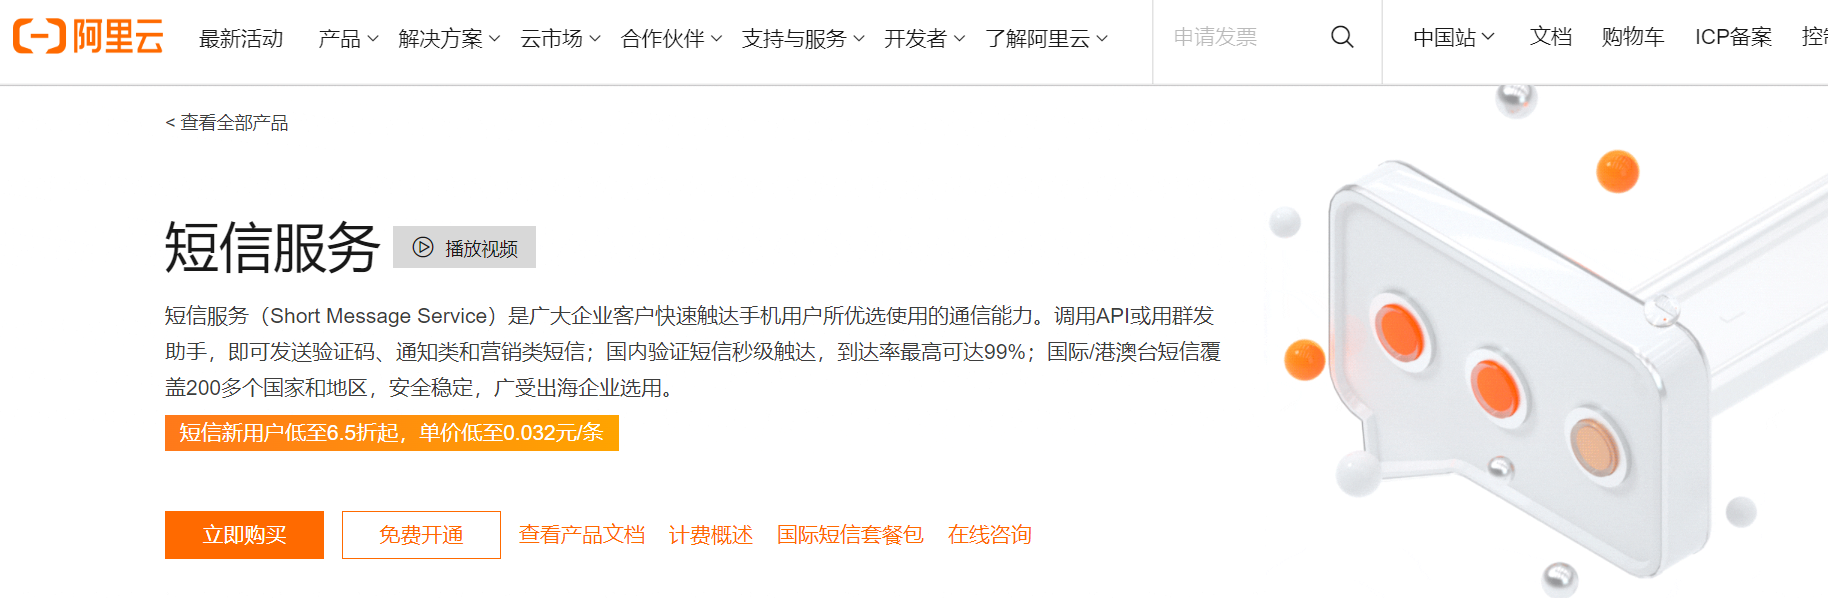 阿里云
最新活动 产品 解决方案 云市场 合作伙伴 支持与服务 开发者 了解阿里云 申请发票 中国站 文档 购物车 ICP备案
< 查看全部产品
短信服务 播放视频
短信服务（Short Message Service）是广大企业客户快速触达手机用户所优选使用的通信能力。调用API或用群发
助手，即可发送验证码、通知类和营销类短信；国内验证短信秒级触达，到达率最高可达99%；国际/港澳台短信覆
盖200多个国家和地区，安全稳定，广受出海企业选用。
短信新用户低至6.5折起，单价低至0.032元/条
立即购买 免费开通 查看产品文档 计费概述 国际短信套餐包 在线咨询